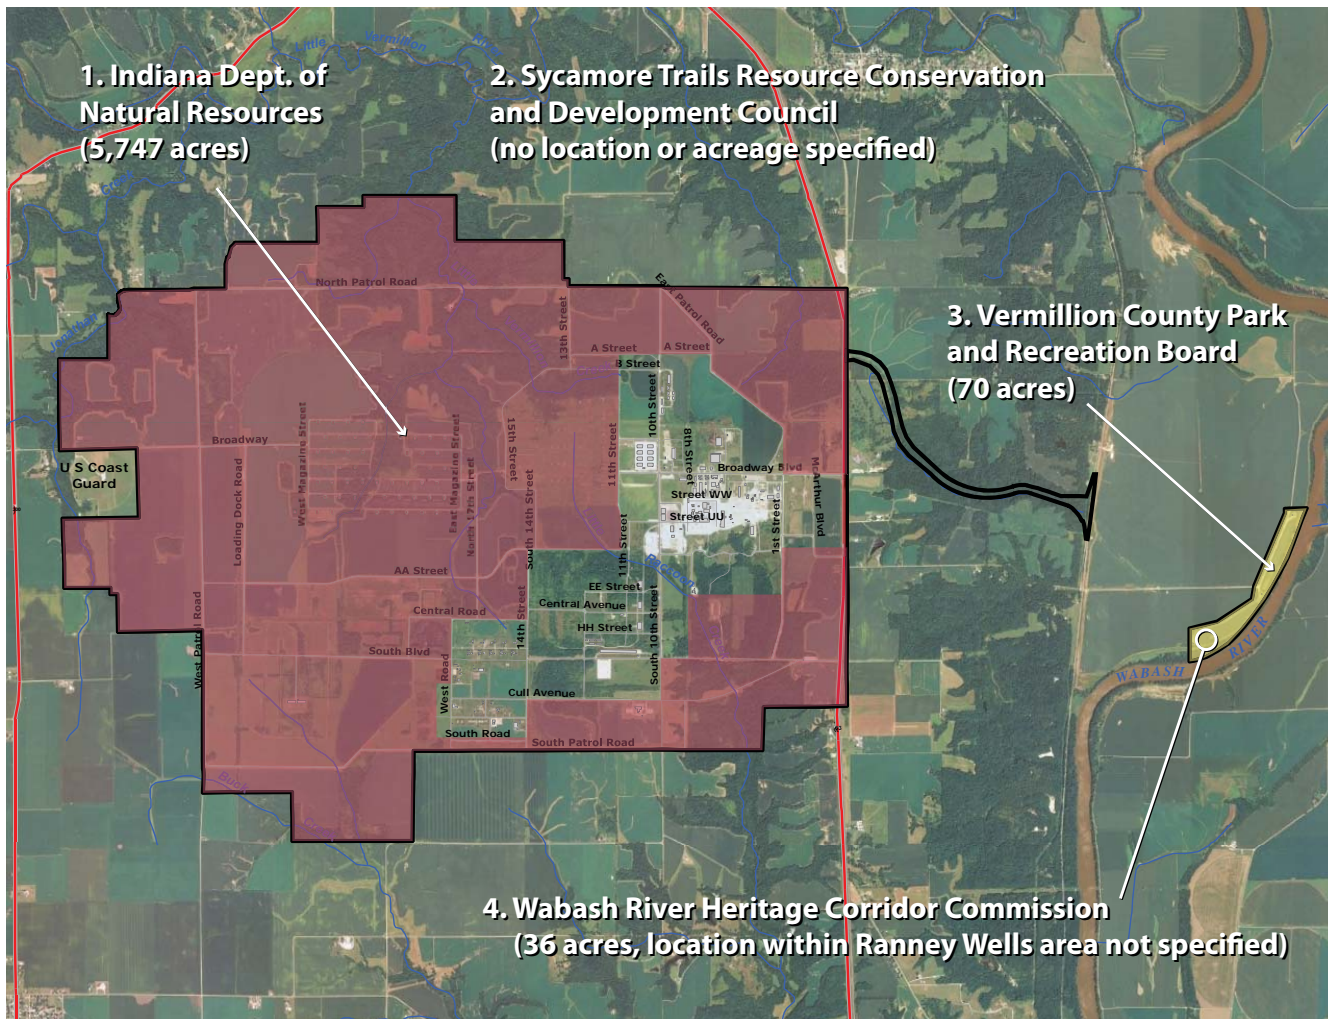 Little Vermillion River
1. Indiana Dept. of
Natural Resources
(5,747 acres)
2. Sycamore Trails Resource Conservation
and Development Council
(no location or acreage specified)
Creek
Jonathan
North Patrol Road
East Patrol Road
13th Street
A Street
A Street
B Street
3. Vermillion County Park
and Recreation Board
(70 acres)
10th Street
West Magazine Street
East Magazine Street
15th Street
11th Street
8th Street
Broadway
Broadway Blvd
U S Coast
Guard
Loading Dock Road
North 17th Street
South 14th Street
Street WW
Street UU
1st Street
McArthur Blvd
11th Street
AA Street
EE Street
Central Road
Central Avenue
HH Street
14th Street
South 10th Street
West Patrol Road
South Blvd
West Road
Cull Avenue
South Road
South Patrol Road
WABASH RIVER
4. Wabash River Heritage Corridor Commission
(36 acres, location within Ranney Wells area not specified)